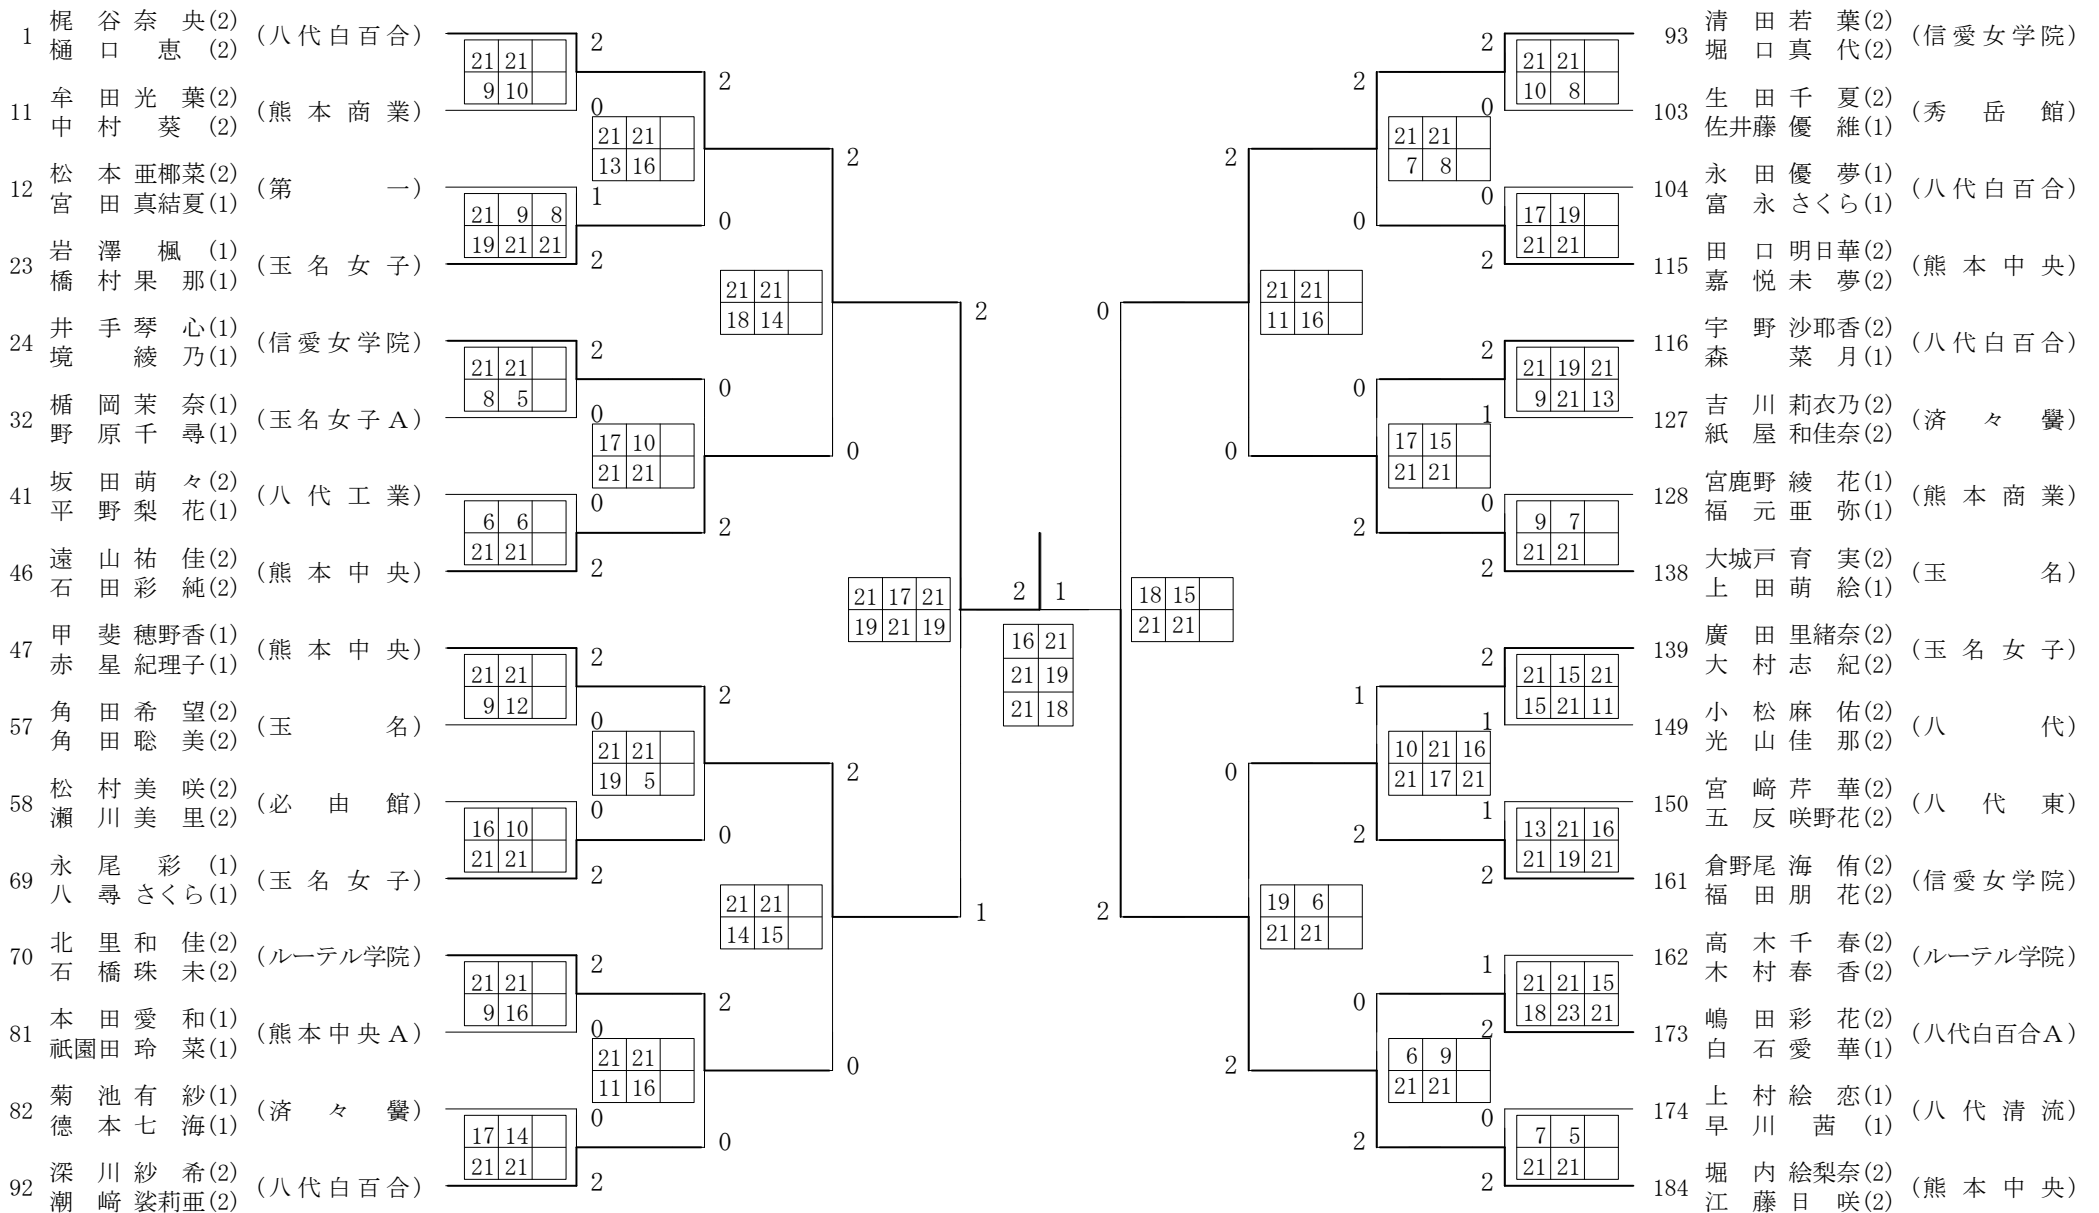 1 梶 谷 奈 央(2) (八代白百合)
樋 口 恵 (2)
11 牟 田 光 葉(2) (熊 本 商 業)
中 村 葵 (2)
12 松 本 亜椰菜(2) (第 一)
宮 田 真結夏(1)
23 岩 澤 楓 (1) (玉 名 女 子)
橋 村 果 那(1)
24 井 手 琴 心(1) (信愛女学院)
境 綾 乃(1)
32 楯 岡 茉 奈(1) (玉名女子A)
野 原 千 尋(1)
41 坂 田 萌 々(2) (八 代 工 業)
平 野 梨 花(1)
46 遠 山 祐 佳(2) (熊 本 中 央)
石 田 彩 純(2)
47 甲 斐 穂野香(1) (熊 本 中 央)
赤 星 紀理子(1)
57 角 田 希 望(2) (玉 名)
角 田 聡 美(2)
58 松 村 美 咲(2) (必 由 館)
瀬 川 美 里(2)
69 永 尾 彩 (1) (玉 名 女 子)
八 尋 さくら(1)
70 北 里 和 佳(2) (ルーテル学院)
石 橋 珠 未(2)
81 本 田 愛 和(1) (熊本中央A)
祇園田 玲 菜(1)
82 菊 池 有 紗(1) (済 々 黌)
德 本 七 海(1)
92 深 川 紗 希(2) (八代白百合)
潮 﨑 裟莉亜(2)
2
21 21
9 10
0
2
21 21
13 16
1
21 9 8
19 21 21
2
0
2
21 21
18 14
2
21 21
8 5
0
0
17 10
21 21
0
6 6
21 21
2
2
0
2
21 17 21
19 21 19
2
21 21
9 12
0
2
21 21
19 5
0
16 10
21 21
2
0
2
21 21
14 15
2
21 21
9 16
0
2
21 21
11 16
0
17 14
21 21
2
0
0
1
2 1
16 21
21 19
21 18
0
18 15
21 21
2
2
21 21
11 16
0
2
21 21
7 8
0
2
21 21
10 8
0
0
17 19
21 21
2
0
17 15
21 21
2
2
21 19 21
9 21 13
1
0
9 7
21 21
2
0
19 6
21 21
2
1
10 21 16
21 17 21
2
2
21 15 21
15 21 11
1
1
13 21 16
21 19 21
2
0
6 9
21 21
2
1
21 21 15
18 23 21
2
0
7 5
21 21
2
93 清 田 若 葉(2) (信愛女学院)
堀 口 真 代(2)
103 生 田 千 夏(2) (秀 岳 館)
佐井藤 優 維(1)
104 永 田 優 夢(1) (八代白百合)
富 永 さくら(1)
115 田 口 明日華(2) (熊 本 中 央)
嘉 悦 未 夢(2)
116 宇 野 沙耶香(2) (八代白百合)
森 菜 月(1)
127 吉 川 莉衣乃(2) (済 々 黌)
紙 屋 和佳奈(2)
128 宮鹿野 綾 花(1) (熊 本 商 業)
福 元 亜 弥(1)
138 大城戸 育 実(2) (玉 名)
上 田 萌 絵(1)
139 廣 田 里緒奈(2) (玉 名 女 子)
大 村 志 紀(2)
149 小 松 麻 佑(2) (八 代)
光 山 佳 那(2)
150 宮 﨑 芹 華(2) (八 代 東)
五 反 咲野花(2)
161 倉野尾 海 侑(2) (信愛女学院)
福 田 朋 花(2)
162 高 木 千 春(2) (ルーテル学院)
木 村 春 香(2)
173 嶋 田 彩 花(2) (八代白百合A)
白 石 愛 華(1)
174 上 村 絵 恋(1) (八 代 清 流)
早 川 茜 (1)
184 堀 内 絵梨奈(2) (熊 本 中 央)
江 藤 日 咲(2)